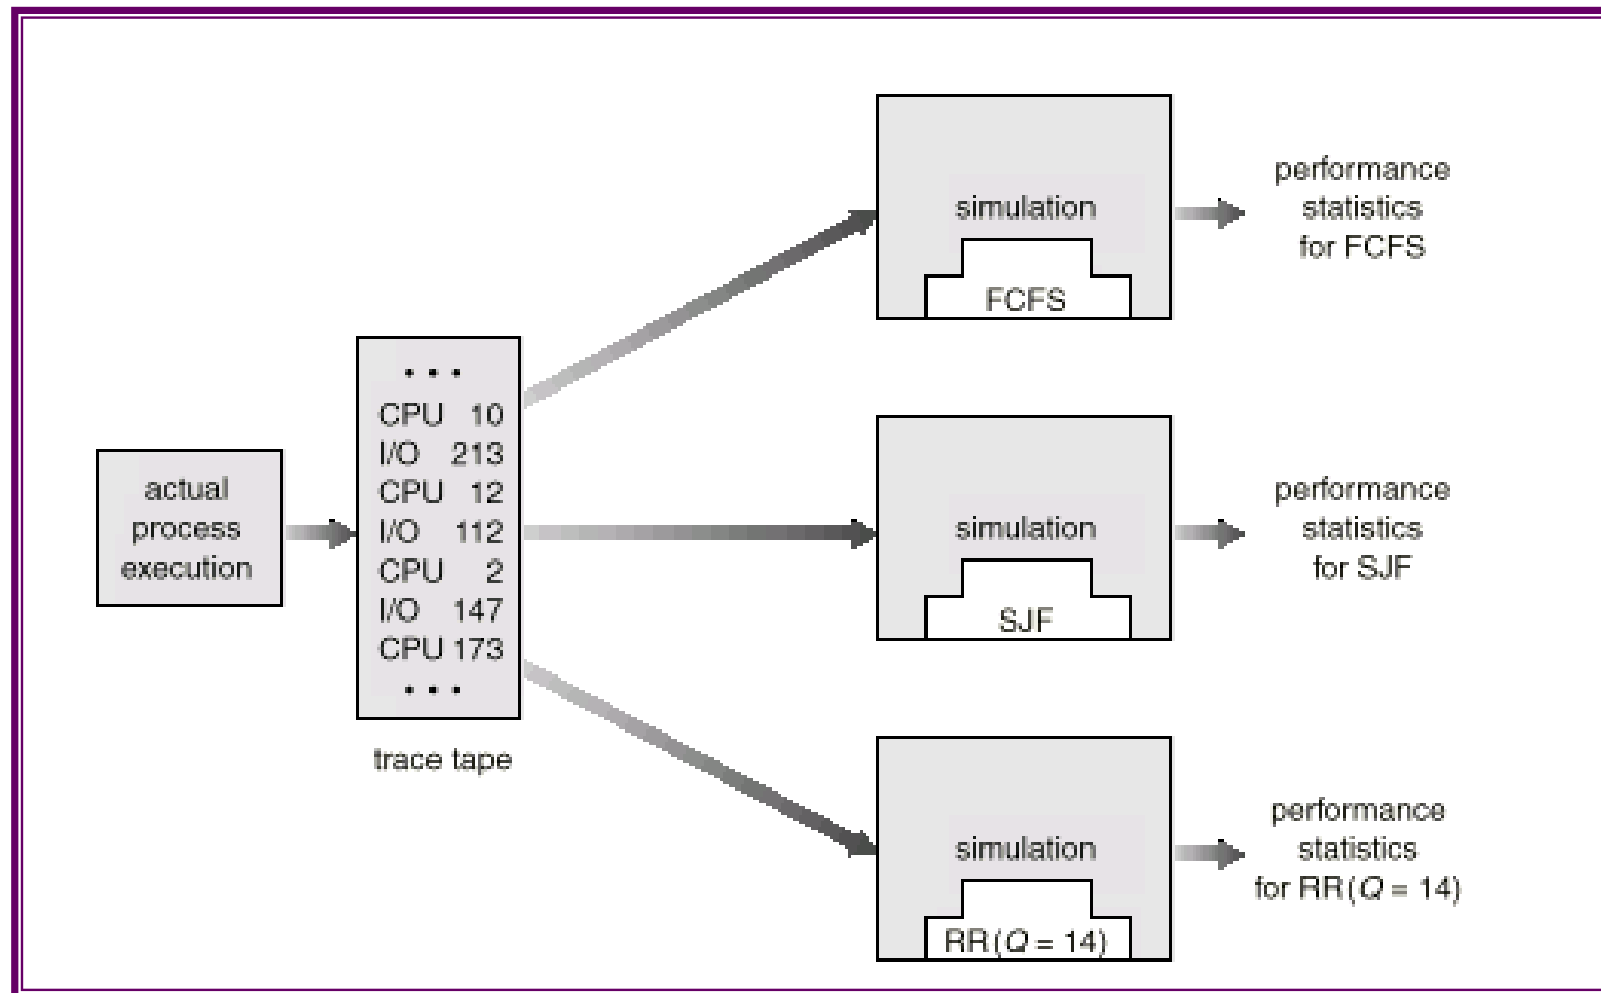 actual
process
execution
• • •
CPU 10
I/O 213
CPU 12
I/O 112
CPU 2
I/O 147
CPU 173
• • •
trace tape
simulation
FCFS
performance
statistics
for FCFS
simulation
SJF
performance
statistics
for SJF
simulation
RR(Q = 14)
performance
statistics
for RR(Q = 14)